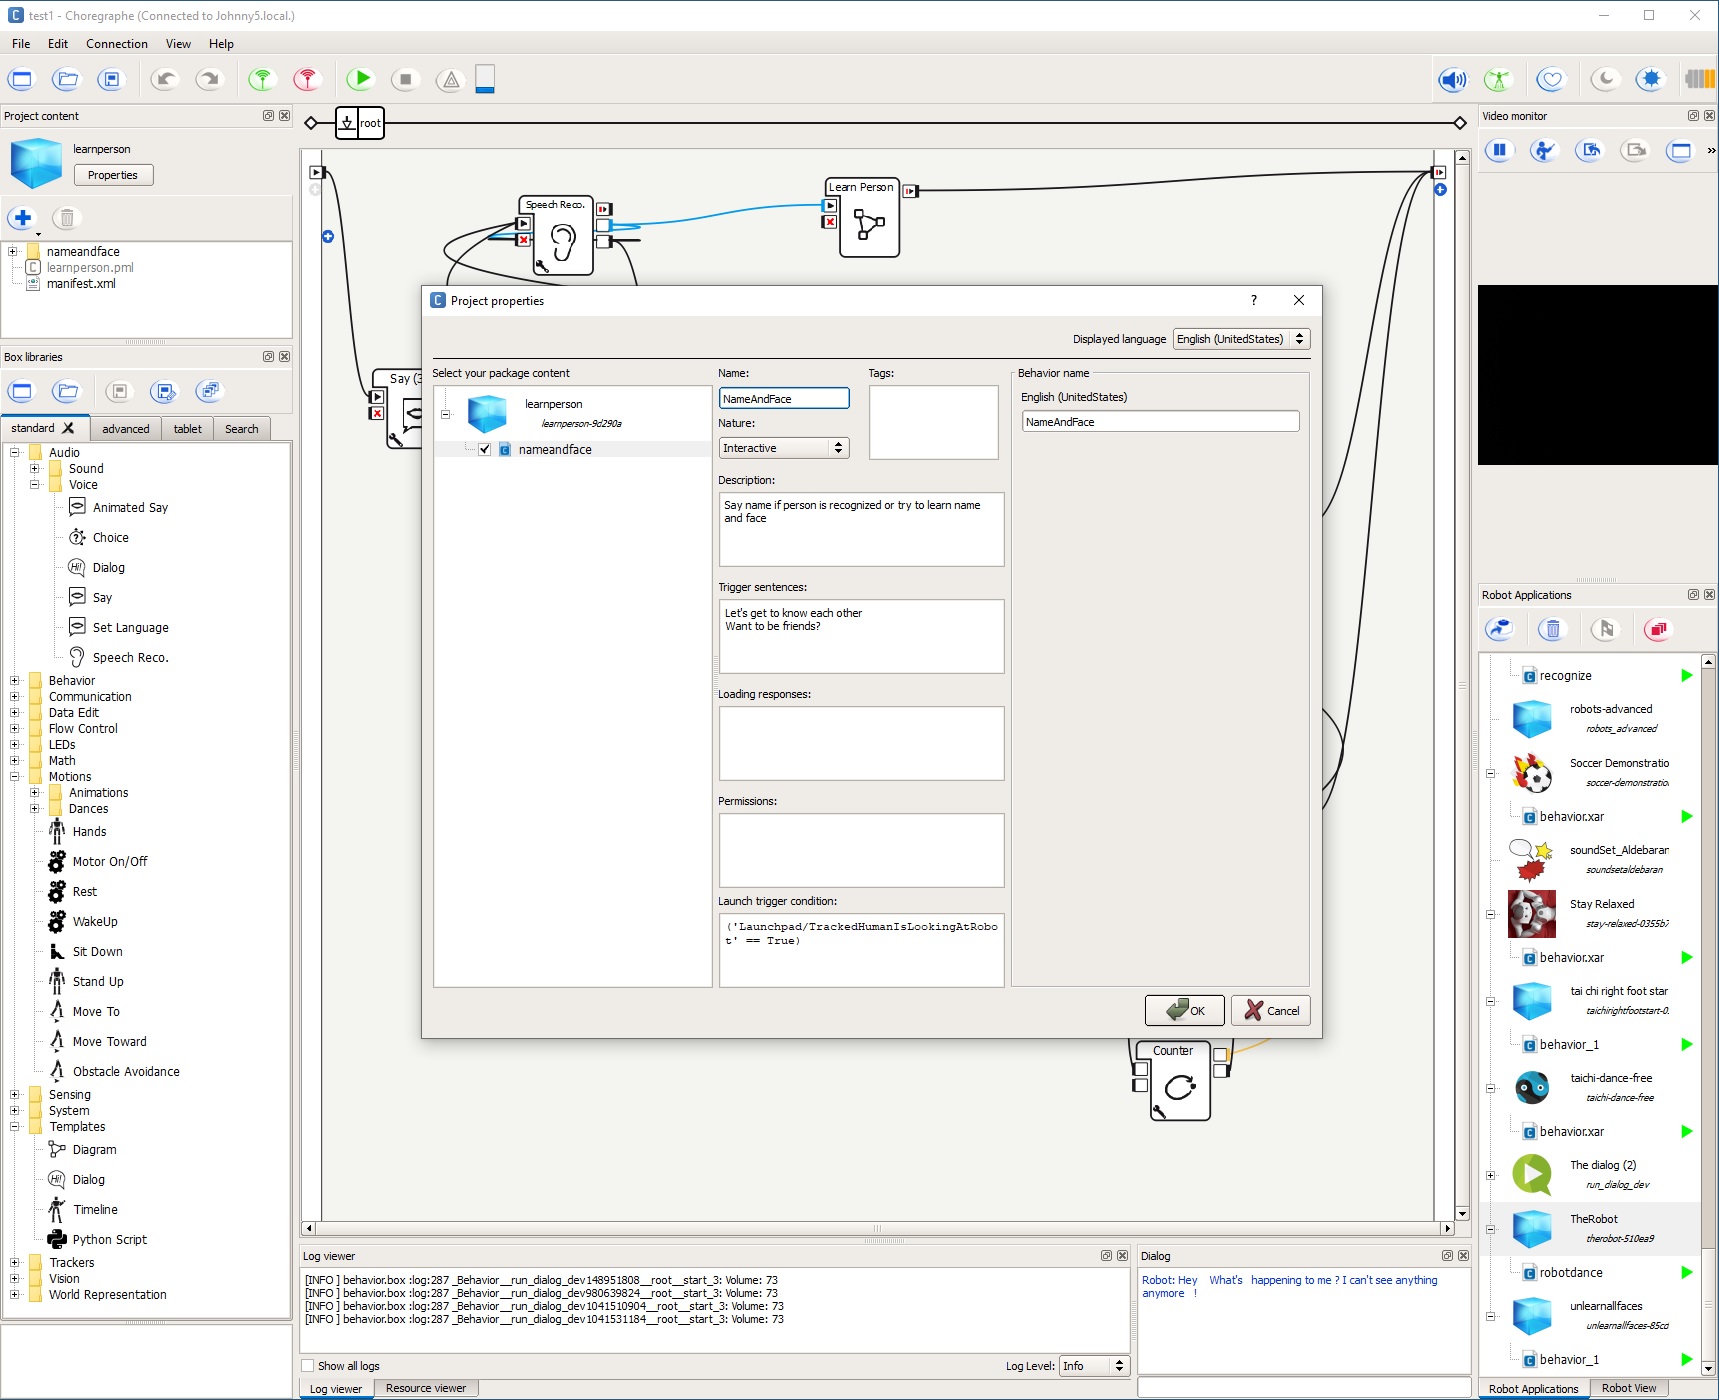 test1 - Choregraphe (Connected to Johnny5.local.)
File Edit Connection View Help
Project content
learnperson
Properties
nameandface
learnperson.pml
manifest.xml
Box libraries
standard advanced tablet Search
Audio
Sound
Voice
Animated Say
Choice
Dialog
Say
Set Language
Speech Reco.
Behavior
Communication
Data Edit
Flow Control
LEDs
Math
Motions
Animations
Dances
Hands
Motor On/Off
Rest
WakeUp
Sit Down
Stand Up
Move To
Move Toward
Obstacle Avoidance
Sensing
System
Templates
Diagram
Dialog
Timeline
Python Script
Trackers
Vision
World Representation
root
Speech Reco.
Learn Person
Say (3
Counter
Project properties
Displayed language English (UnitedStates)
Select your package content
learnperson
learnperson-9d290a
nameandface
Name:
NameAndFace
Tags:
Nature:
Interactive
Description:
Say name if person is recognized or try to learn name
and face
Trigger sentences:
Let's get to know each other
Want to be friends?
Loading responses:
Permissions:
Launch trigger condition:
('Launchpad/TrackedHumanIsLookingAtRobo
t' == True)
Behavior name
English (UnitedStates)
NameAndFace
OK Cancel
Log viewer
[INFO ] behavior.box :log:287 _Behavior__run_dialog_dev148951808__root__start_3: Volume: 73
[INFO ] behavior.box :log:287 _Behavior__run_dialog_dev980639824__root__start_3: Volume: 73
[INFO ] behavior.box :log:287 _Behavior__run_dialog_dev1041510904__root__start_3: Volume: 73
[INFO ] behavior.box :log:287 _Behavior__run_dialog_dev1041531184__root__start_3: Volume: 73
Show all logs
Log Level: Info
Log viewer Resource viewer
Dialog
Robot: Hey What's happening to me ? I can't see anything
anymore !
Video monitor
Robot Applications
recognize
robots-advanced
robots_advanced
Soccer Demonstratio
soccer-demonstratio
behavior.xar
soundSet_Aldebaran
soundsetaldebaran
Stay Relaxed
stay-relaxed-0355b7
behavior.xar
tai chi right foot star
taichirightfootstart-0.
behavior_1
taichi-dance-free
taichi-dance-free
behavior.xar
The dialog (2)
run_dialog_dev
TheRobot
therobot-510ea9
robotdance
unlearnallfaces
unlearnallfaces-85cd
behavior_1
Robot Applications Robot View